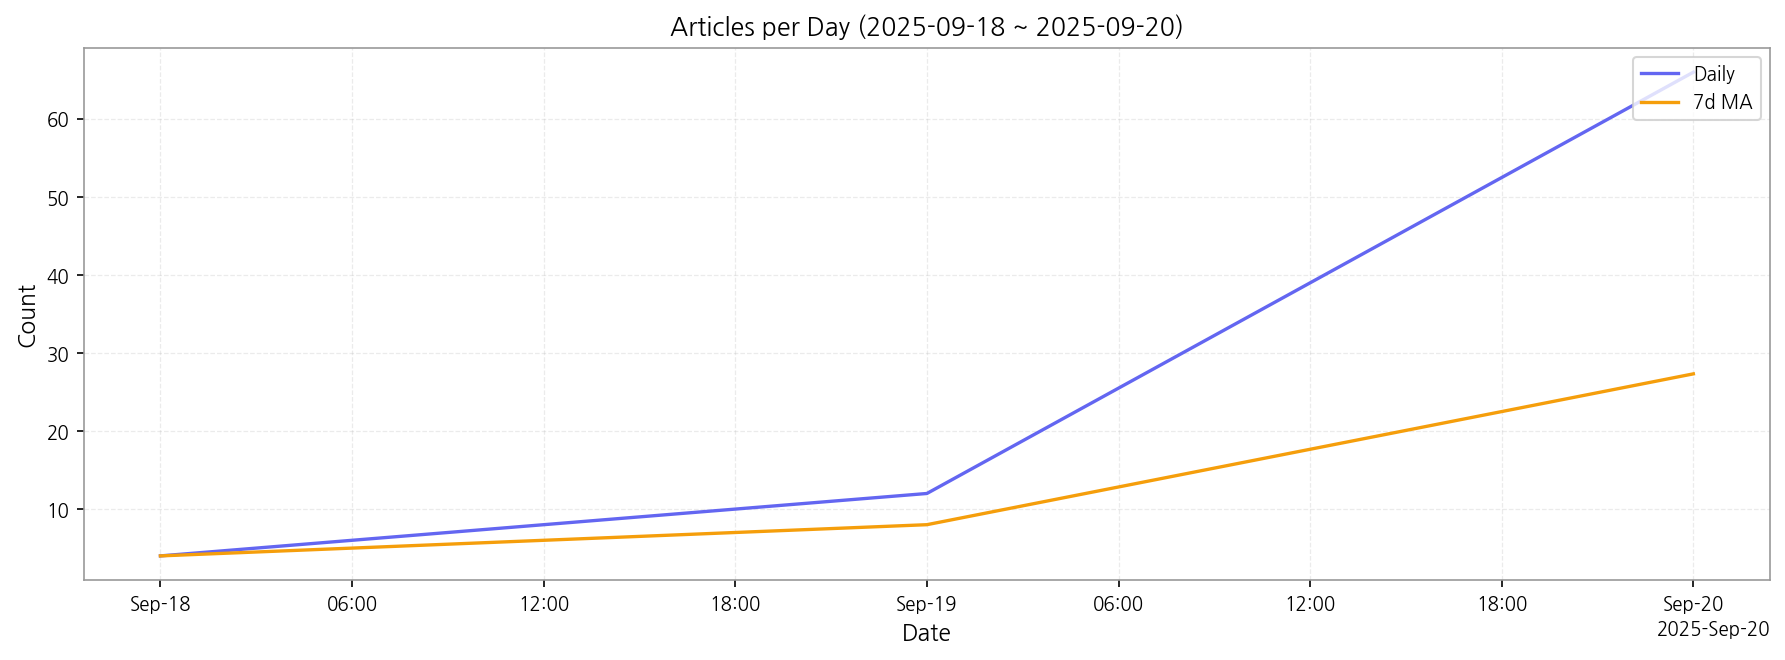 Articles per Day (2025-09-18 ~ 2025-09-20)
Daily
7d MA
Count
60
50
40
30
20
10
Sep-18 06:00 12:00 18:00 Sep-19 06:00 12:00 18:00 Sep-20
2025-Sep-20
Date